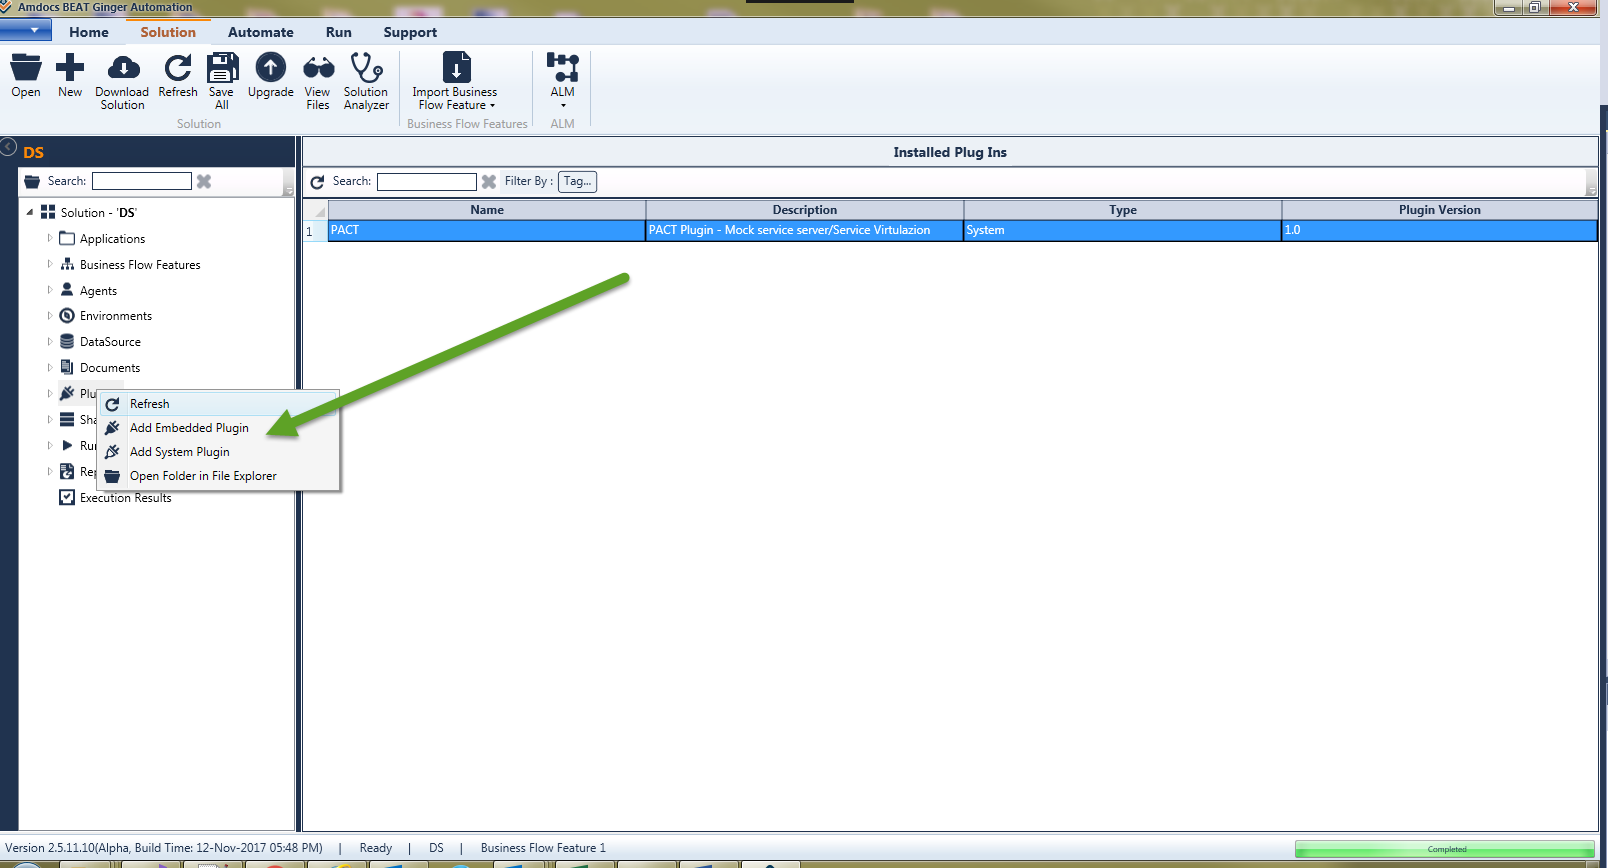 Amdocs BEAT Ginger Automation
Home Solution Automate Run Support
Open New Download Solution Refresh Save All Upgrade View Files Solution Analyzer Import Business Flow Feature ALM
Solution Business Flow Features ALM
DS
Search:
Solution - 'DS'
Applications
Business Flow Features
Agents
Environments
DataSource
Documents
Plu
Sha
Run
Rep
Execution Results
Refresh
Add Embedded Plugin
Add System Plugin
Open Folder in File Explorer
Installed Plug Ins
Search: Filter By : Tag...
Name Description Type Plugin Version
1 PACT PACT Plugin - Mock service server/Service Virtulazion System 1.0
Version 2.5.11.10(Alpha, Build Time: 12-Nov-2017 05:48 PM) | Ready | DS | Business Flow Feature 1 Completed